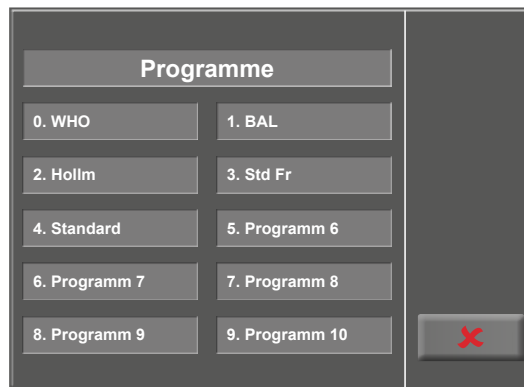 Programme
0. WHO
1. BAL
2. Hollm
3. Std Fr
4. Standard
5. Programm 6
6. Programm 7
7. Programm 8
8. Programm 9
9. Programm 10